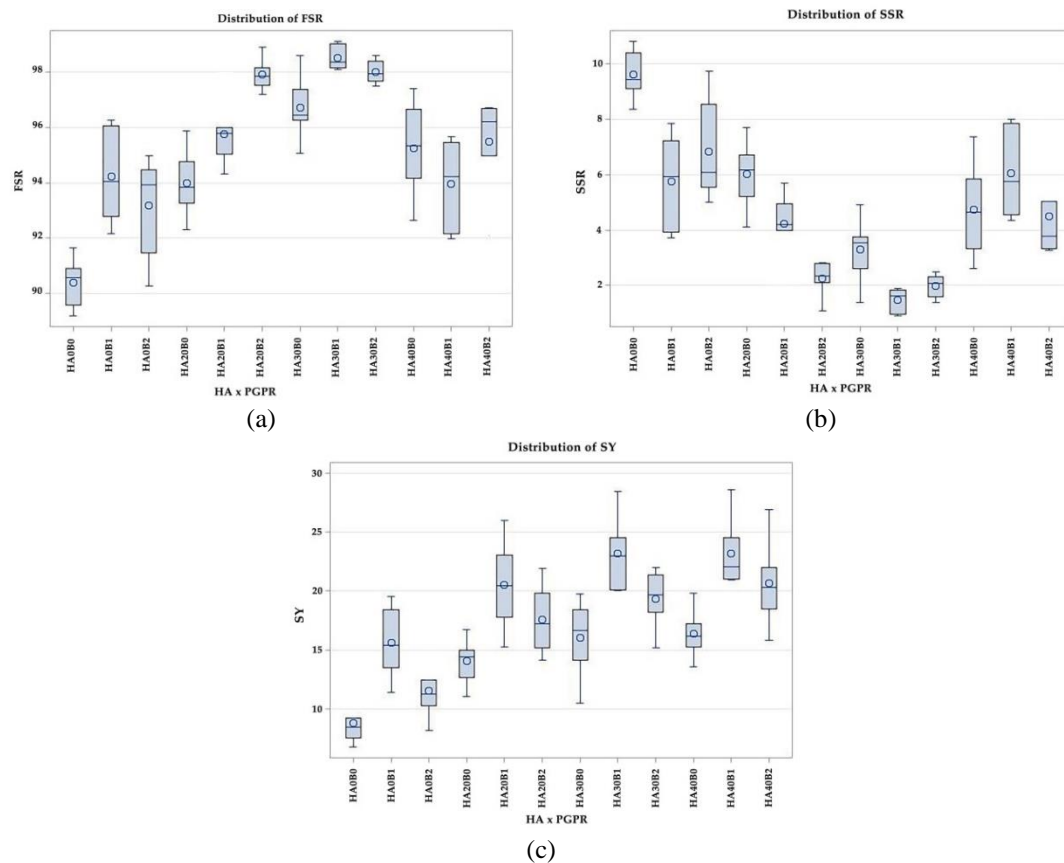 Distribution of FSR
FSR
98
96
94
92
90
HA0B0
HA0B1
HA0B2
HA20B0
HA20B1
HA20B2
HA30B0
HA30B1
HA30B2
HA40B0
HA40B1
HA40B2
HA x PGPR
(a)
Distribution of SSR
SSR
10
8
6
4
2
HA0B0
HA0B1
HA0B2
HA20B0
HA20B1
HA20B2
HA30B0
HA30B1
HA30B2
HA40B0
HA40B1
HA40B2
HA x PGPR
(b)
Distribution of SY
SY
30
25
20
15
10
HA0B0
HA0B1
HA0B2
HA20B0
HA20B1
HA20B2
HA30B0
HA30B1
HA30B2
HA40B0
HA40B1
HA40B2
HA x PGPR
(c)